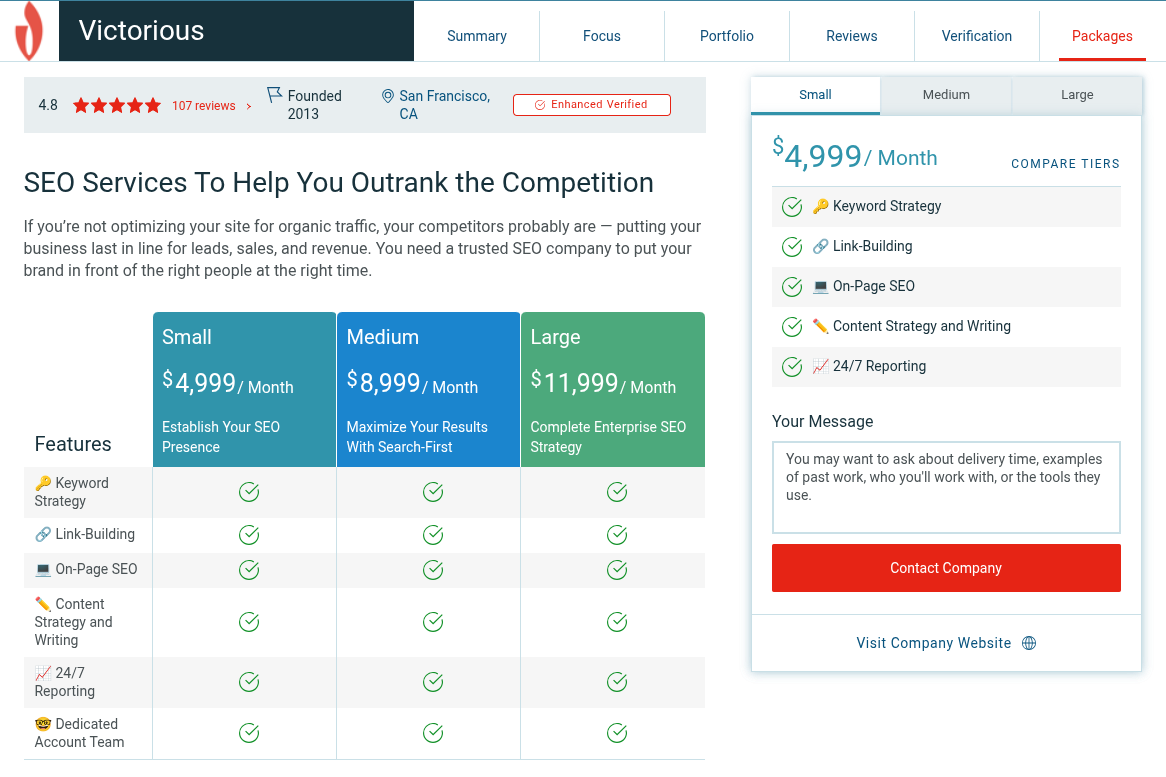 Victorious
Summary
Focus
Portfolio
Reviews
Verification
Packages
4.8
107 reviews
Founded
2013
San Francisco,
CA
Enhanced Verified
SEO Services To Help You Outrank the Competition
If you’re not optimizing your site for organic traffic, your competitors probably are — putting your
business last in line for leads, sales, and revenue. You need a trusted SEO company to put your
brand in front of the right people at the right time.
Features
Small
$4,999/ Month
Establish Your SEO
Presence
Medium
$8,999/ Month
Maximize Your Results
With Search-First
Large
$11,999/ Month
Complete Enterprise SEO
Strategy
🔑 Keyword
Strategy
🔗 Link-Building
💻 On-Page SEO
✏️ Content
Strategy and
Writing
📈 24/7
Reporting
🤓 Dedicated
Account Team
Small
Medium
Large
$4,999/ Month
COMPARE TIERS
🔑 Keyword Strategy
🔗 Link-Building
💻 On-Page SEO
✏️ Content Strategy and Writing
📈 24/7 Reporting
Your Message
You may want to ask about delivery time, examples
of past work, who you'll work with, or the tools they
use.
Contact Company
Visit Company Website